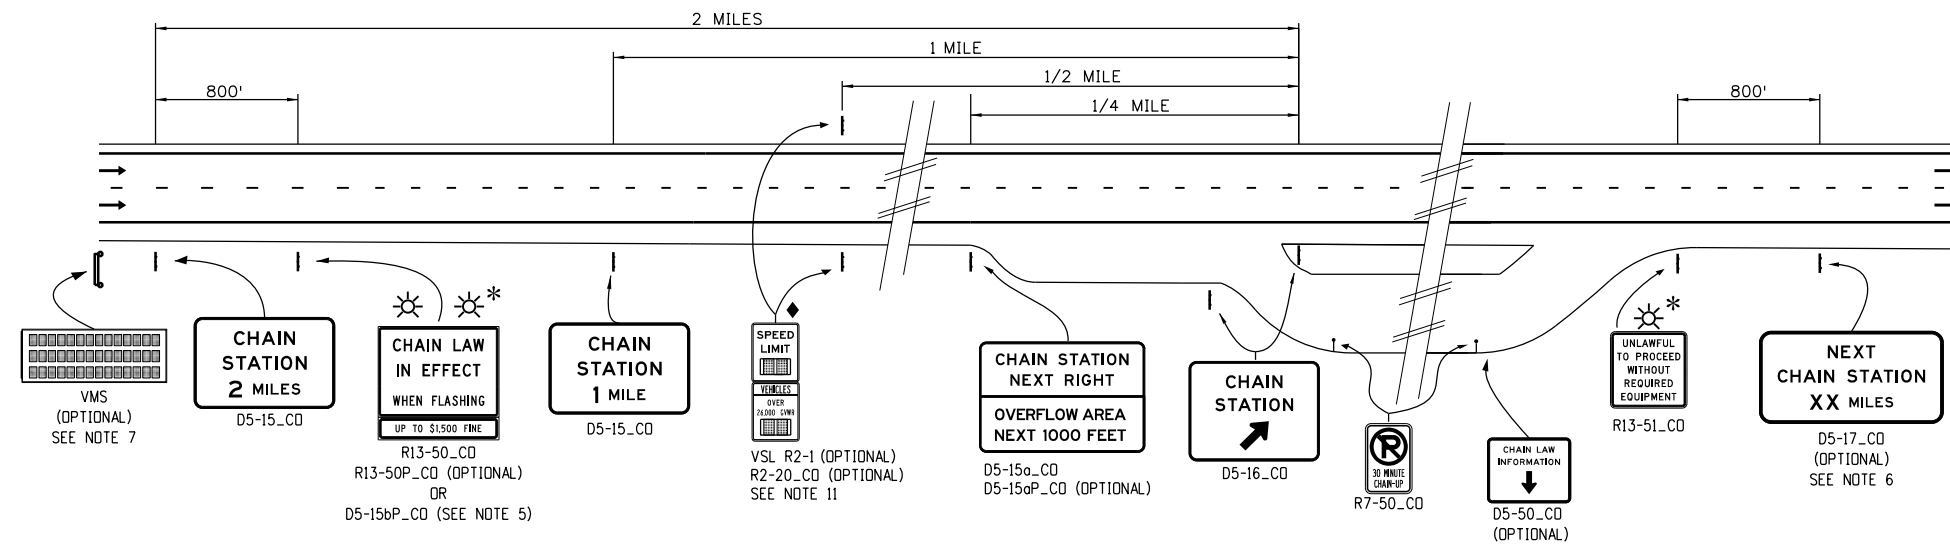 2 MILES
1 MILE
1/2 MILE
1/4 MILE
800'
800'
VMS
(OPTIONAL)
SEE NOTE 7
CHAIN
STATION
2 MILES
D5-15_CO
*
CHAIN LAW
IN EFFECT
WHEN FLASHING
UP TO $1,500 FINE
R13-50_CO
R13-50P_CO (OPTIONAL)
OR
D5-15bP_CO (SEE NOTE 5)
CHAIN
STATION
1 MILE
D5-15_CO
SPEED
LIMIT
VEHICLES
OVER
26,000 GVWR
VSL R2-1 (OPTIONAL)
R2-20_CO (OPTIONAL)
SEE NOTE 11
CHAIN STATION
NEXT RIGHT
OVERFLOW AREA
NEXT 1000 FEET
D5-15a_CO
D5-15aP_CO (OPTIONAL)
CHAIN
STATION
D5-16_CO
P
30 MINUTE
CHAIN-UP
R7-50_CO
CHAIN LAW
INFORMATION
D5-50_CO
(OPTIONAL)
*
UNLAWFUL
TO PROCEED
WITHOUT
REQUIRED
EQUIPMENT
R13-51_CO
NEXT
CHAIN STATION
XX MILES
D5-17_CO
(OPTIONAL)
SEE NOTE 6